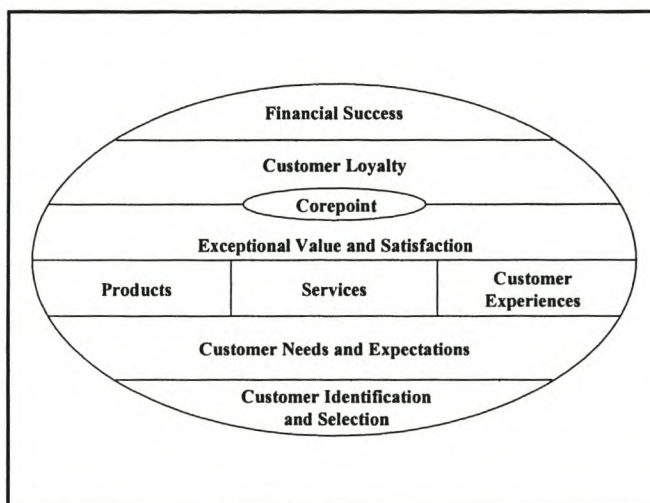 Financial Success
Customer Loyalty
Corepoint
Exceptional Value and Satisfaction
Products
Services
Customer
Experiences
Customer Needs and Expectations
Customer Identification
and Selection